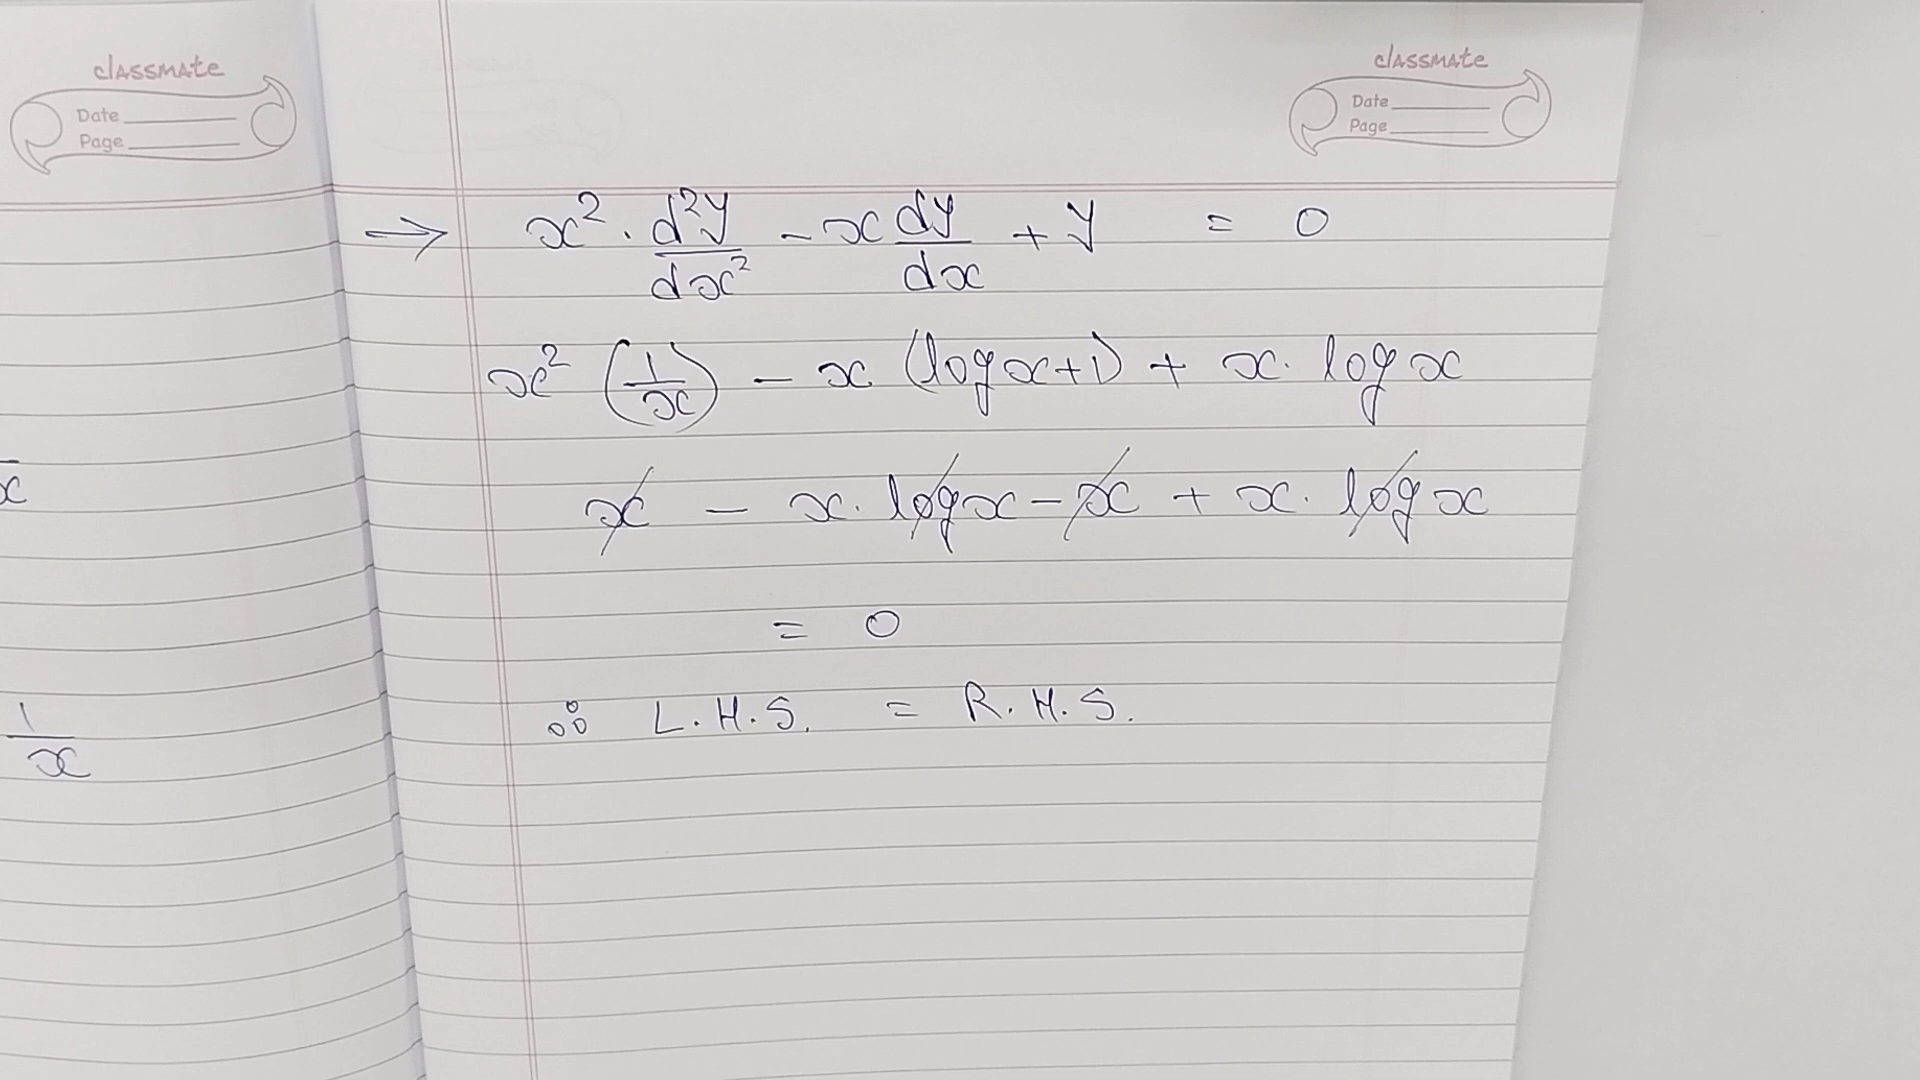 classmate
Date
Page
x
1/x
classmate
Date
Page
→ x² · d²y/dx² - x dy/dx + y = 0
x² (1/x) - x (log x+1) + x · log x
x - x · log x - x + x · log x
= 0
∴ L.H.S. = R.H.S.